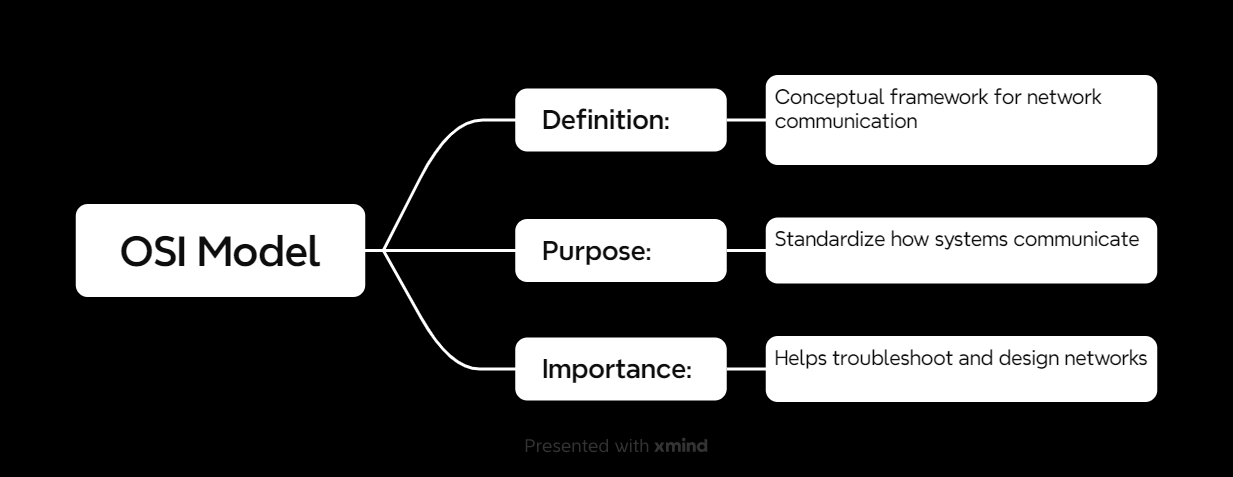 OSI Model
Definition:
Conceptual framework for network
communication
Purpose:
Standardize how systems communicate
Importance:
Helps troubleshoot and design networks
Presented with xmind